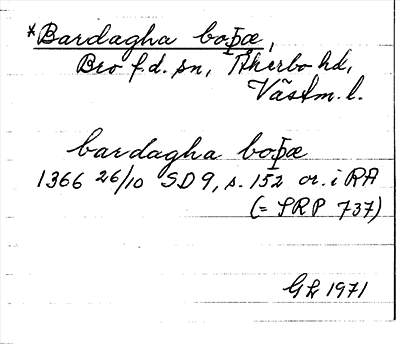 *Bardagha boþæ,
Bro f.d. sn, Åkerbo hd,
Västm. l.
bardagha boþæ
1366 26/10 SD 9, s. 152 or. i RA
(= SRP 737)
GL 1971